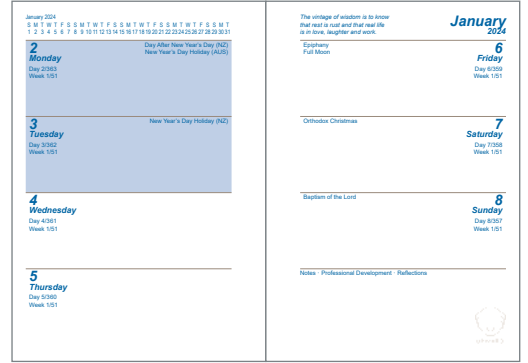 January 2024
S M T W T F S M T W T F S M T W T F S M T W T F S M T W T F S M T
1 2 3 4 5 6 7 8 9 10 11 12 13 14 15 16 17 18 19 20 21 22 23 24 25 26 27 28 29 30 31
2
Monday
Day 2/363
Week 1/51
Day After New Year's Day (NZ)
New Year's Day Holiday (AUS)
3
Tuesday
Day 3/362
Week 1/51
New Year's Day Holiday (NZ)
4
Wednesday
Day 4/361
Week 1/51
5
Thursday
Day 5/360
Week 1/51
The vintage of wisdom is to know
that rest is rust and that real life
is in love, laughter and work.
January
2024
Epiphany
Full Moon
6
Friday
Day 6/359
Week 1/51
Orthodox Christmas
7
Saturday
Day 7/358
Week 1/51
Baptism of the Lord
8
Sunday
Day 8/357
Week 1/51
Notes · Professional Development · Reflections